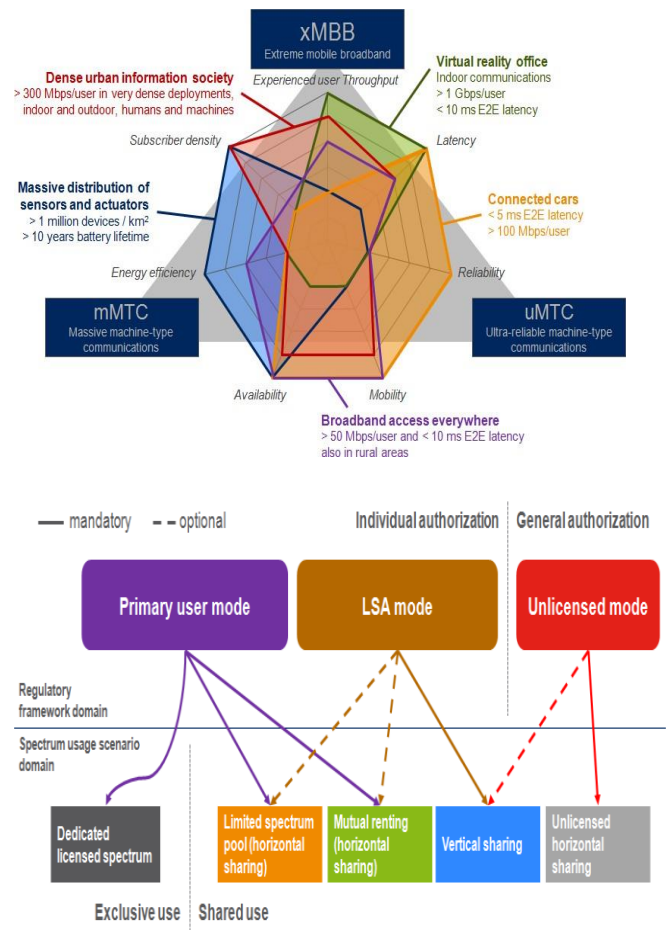 xMBB
Extreme mobile broadband
Experienced user Throughput
Dense urban information society
> 300 Mbps/user in very dense deployments,
indoor and outdoor, humans and machines
Virtual reality office
Indoor communications
> 1 Gbps/user
< 10 ms E2E latency
Subscriber density
Latency
Massive distribution of
sensors and actuators
> 1 million devices / km²
> 10 years battery lifetime
Connected cars
< 5 ms E2E latency
> 100 Mbps/user
Energy efficiency
Reliability
mMTC
Massive machine-type
communications
uMTC
Ultra-reliable machine-type
communications
Availability
Mobility
Broadband access everywhere
> 50 Mbps/user and < 10 ms E2E latency
also in rural areas
mandatory
optional
Individual authorization
General authorization
Primary user mode
LSA mode
Unlicensed mode
Regulatory
framework domain
Spectrum usage scenario
domain
Dedicated
licensed spectrum
Limited spectrum
pool (horizontal
sharing)
Mutual renting
(horizontal
sharing)
Vertical sharing
Unlicensed
horizontal
sharing
Exclusive use
Shared use